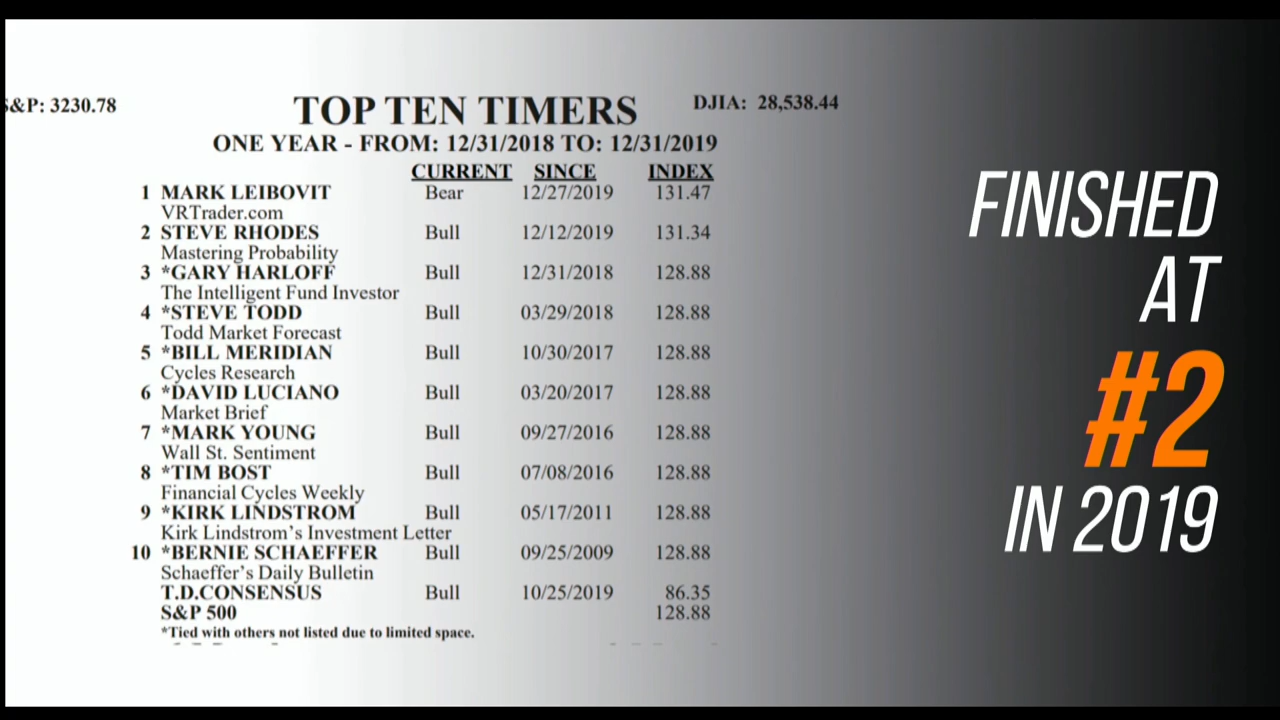 S&P: 3230.78
TOP TEN TIMERS
DJIA: 28,538.44
ONE YEAR - FROM: 12/31/2018 TO: 12/31/2019
CURRENT SINCE INDEX
1 MARK LEIBOVIT Bear 12/27/2019 131.47
VRTrader.com
2 STEVE RHODES Bull 12/12/2019 131.34
Mastering Probability
3 *GARY HARLOFF Bull 12/31/2018 128.88
The Intelligent Fund Investor
4 *STEVE TODD Bull 03/29/2018 128.88
Todd Market Forecast
5 *BILL MERIDIAN Bull 10/30/2017 128.88
Cycles Research
6 *DAVID LUCIANO Bull 03/20/2017 128.88
Market Brief
7 *MARK YOUNG Bull 09/27/2016 128.88
Wall St. Sentiment
8 *TIM BOST Bull 07/08/2016 128.88
Financial Cycles Weekly
9 *KIRK LINDSTROM Bull 05/17/2011 128.88
Kirk Lindstrom's Investment Letter
10 *BERNIE SCHAEFFER Bull 09/25/2009 128.88
Schaeffer's Daily Bulletin
T.D.CONSENSUS Bull 10/25/2019 86.35
S&P 500 128.88
*Tied with others not listed due to limited space.
FINISHED
AT
#2
IN 2019